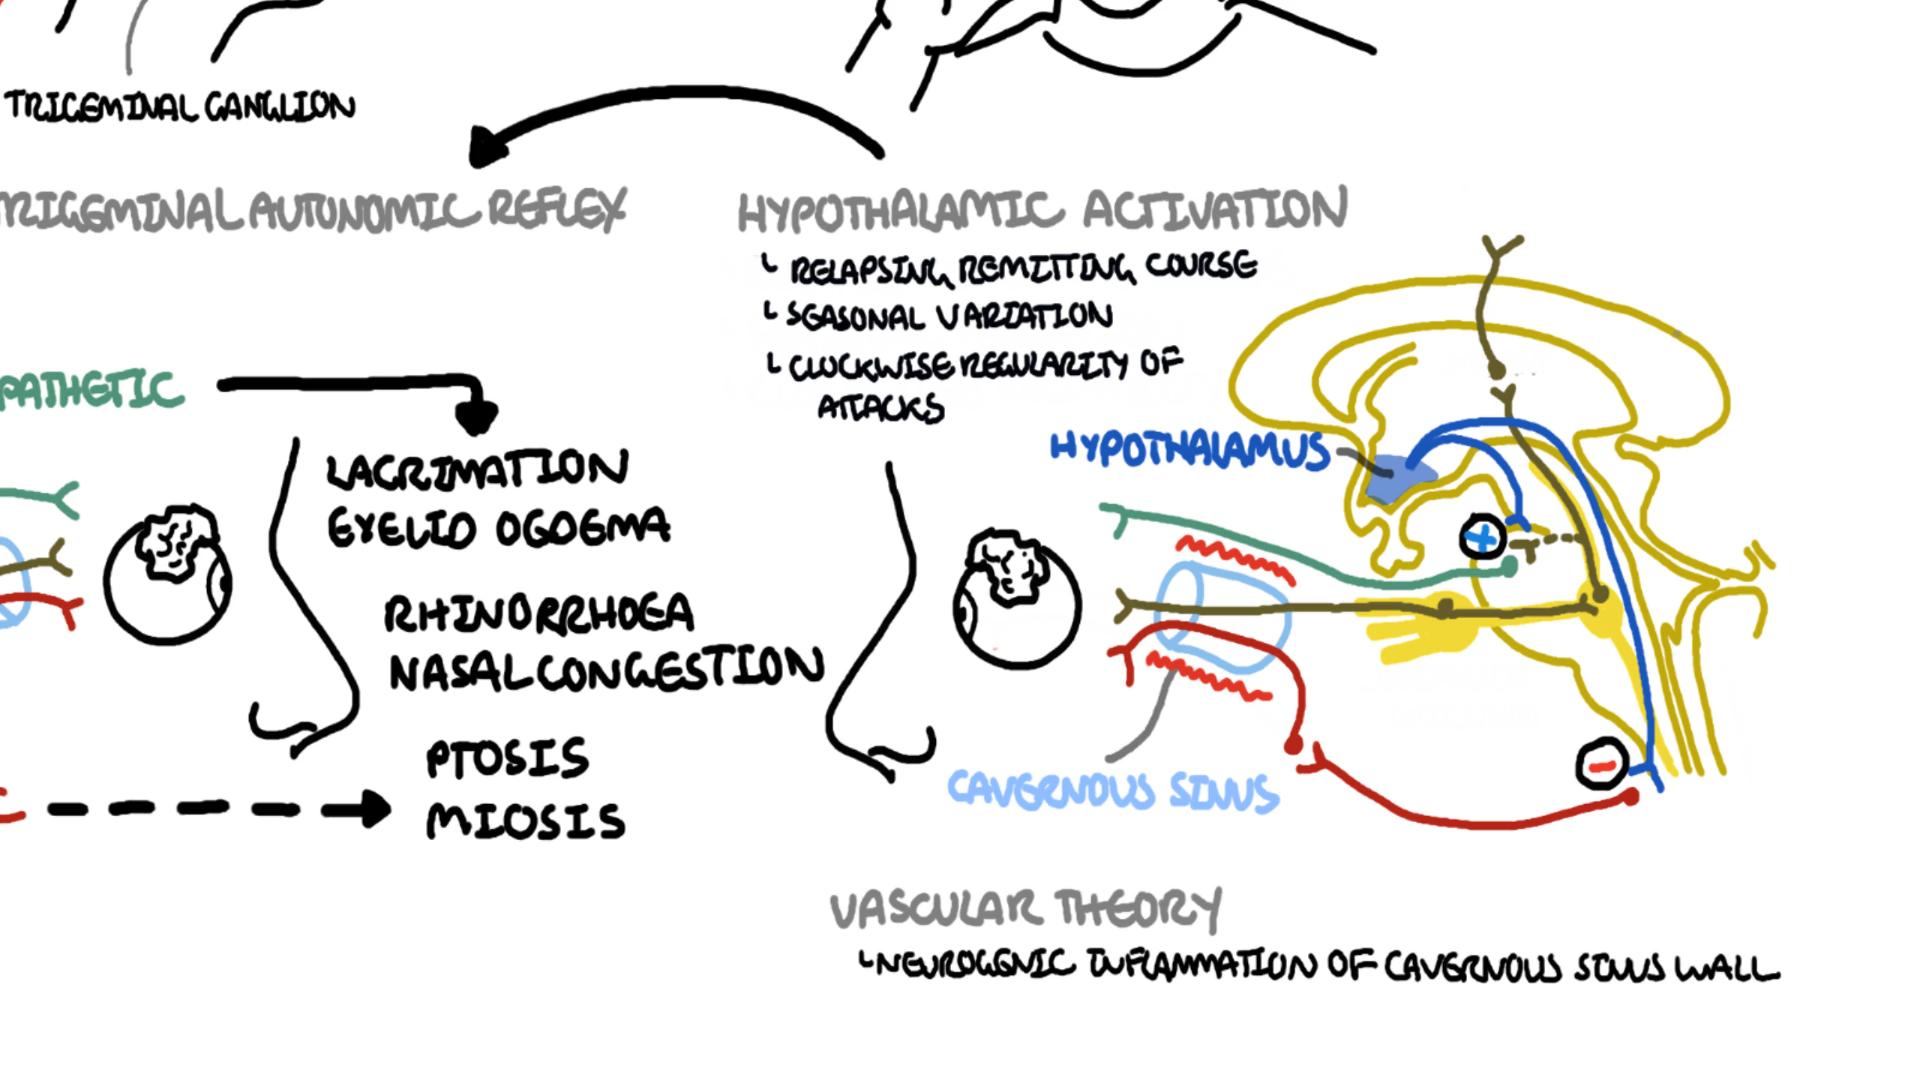 TRIGEMINAL GANGLION
RIGEMINAL AUTONOMIC REFLEX
PATHETIC
LACRIMATION
EYELID OEDEMA
RHINORRHOEA
NASAL CONGESTION
PTOSIS
MIOSIS
HYPOTHALAMIC ACTIVATION
RELAPSING REMITTING COURSE
SEASONAL VARIATION
CLOCKWISE REGULARITY OF
ATTACKS
HYPOTHALAMUS
+
CAVERNOUS SINUS
−
VASCULAR THEORY
NEUROGENIC INFLAMMATION OF CAVERNOUS SINUS WALL